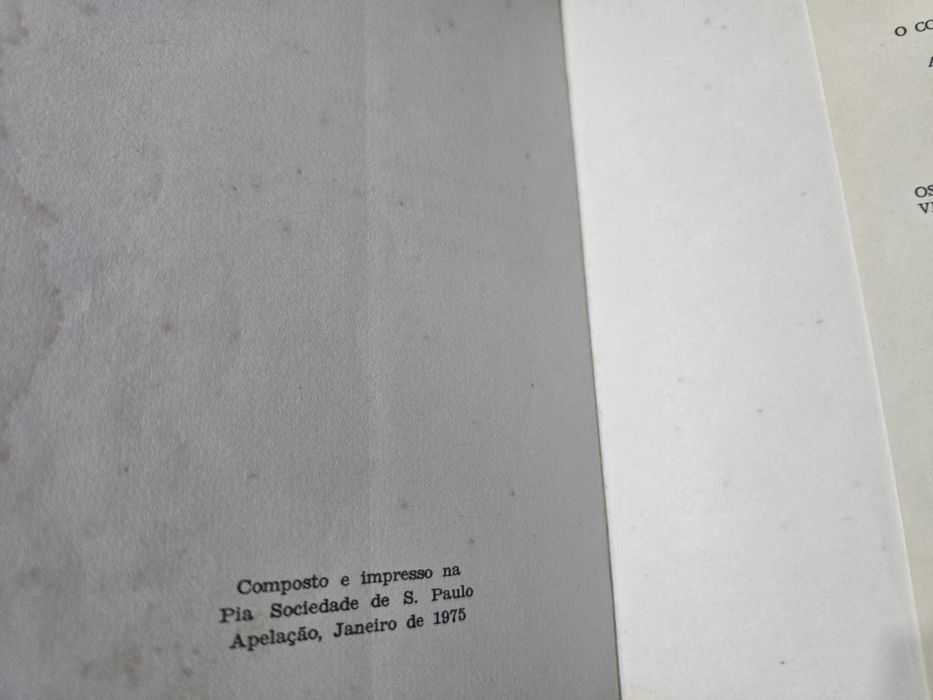 Composto e impresso na
Pia Sociedade de S. Paulo
Apelação, Janeiro de 1975
O